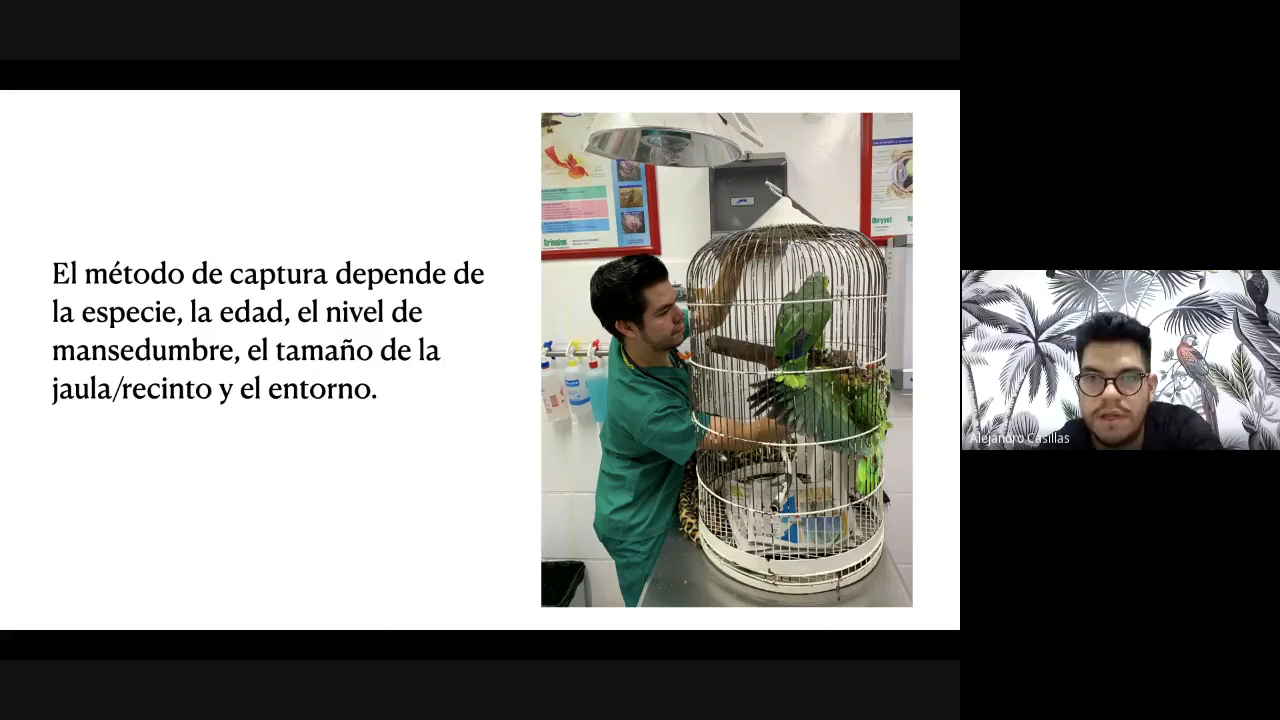 El método de captura depende de
la especie, la edad, el nivel de
mansedumbre, el tamaño de la
jaula/recinto y el entorno.
Alejandro Casillas